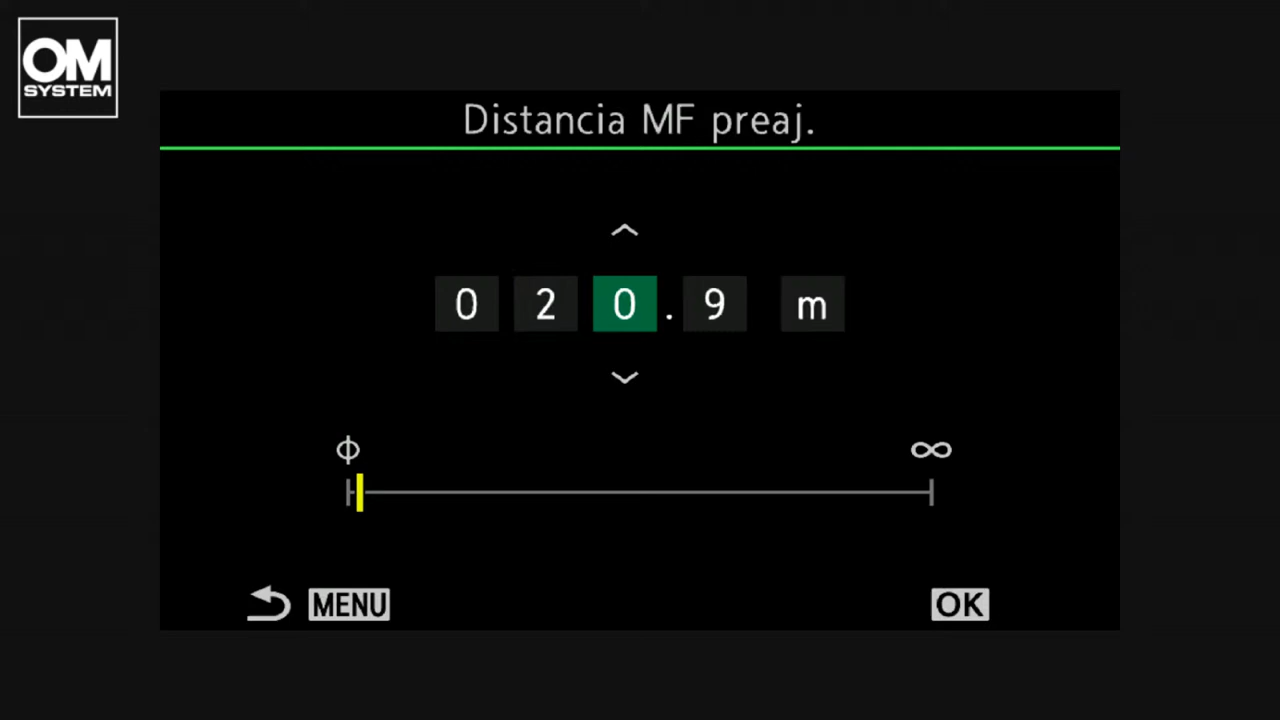 OM
SYSTEM
Distancia MF preaj.
0 2 0 . 9 m
∞
MENU OK